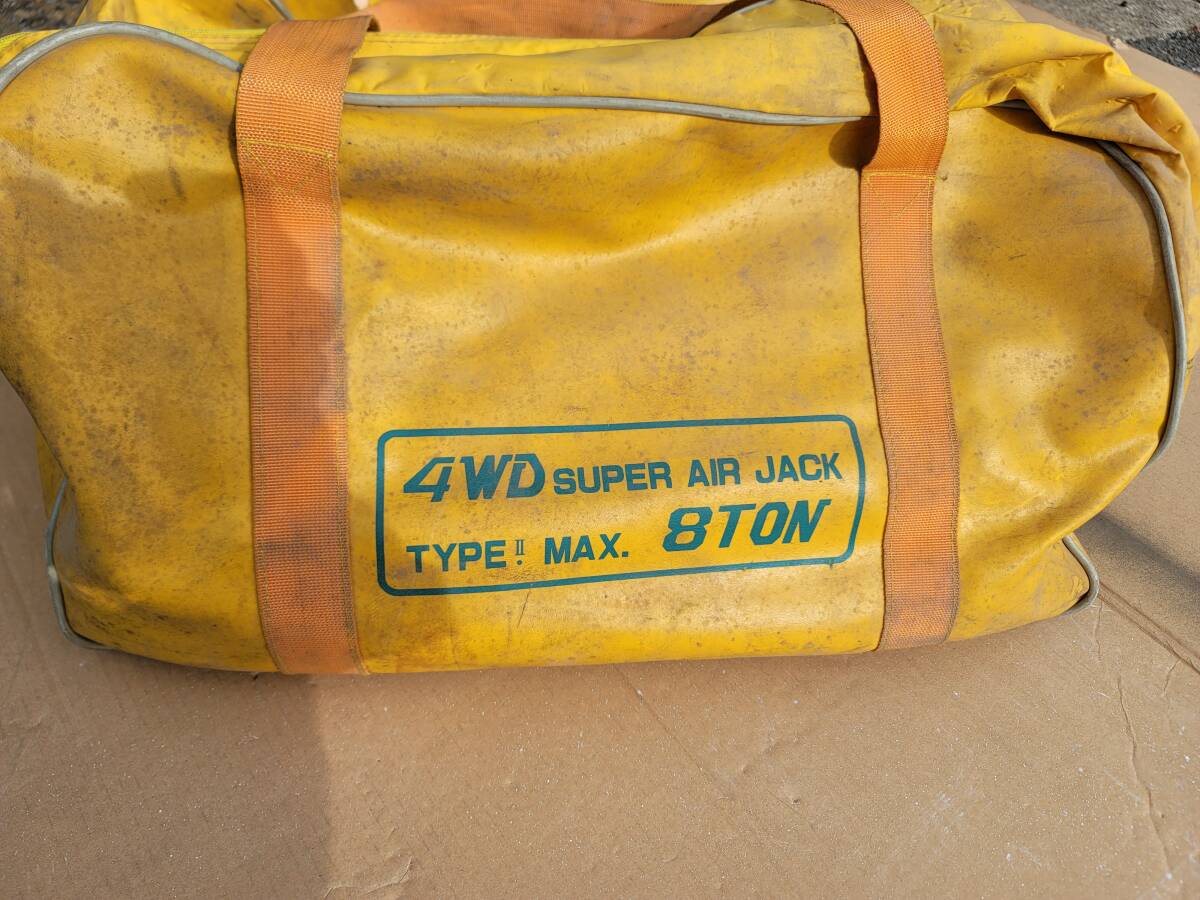 4WD SUPER AIR JACK
TYPE Ⅱ MAX. 8TON